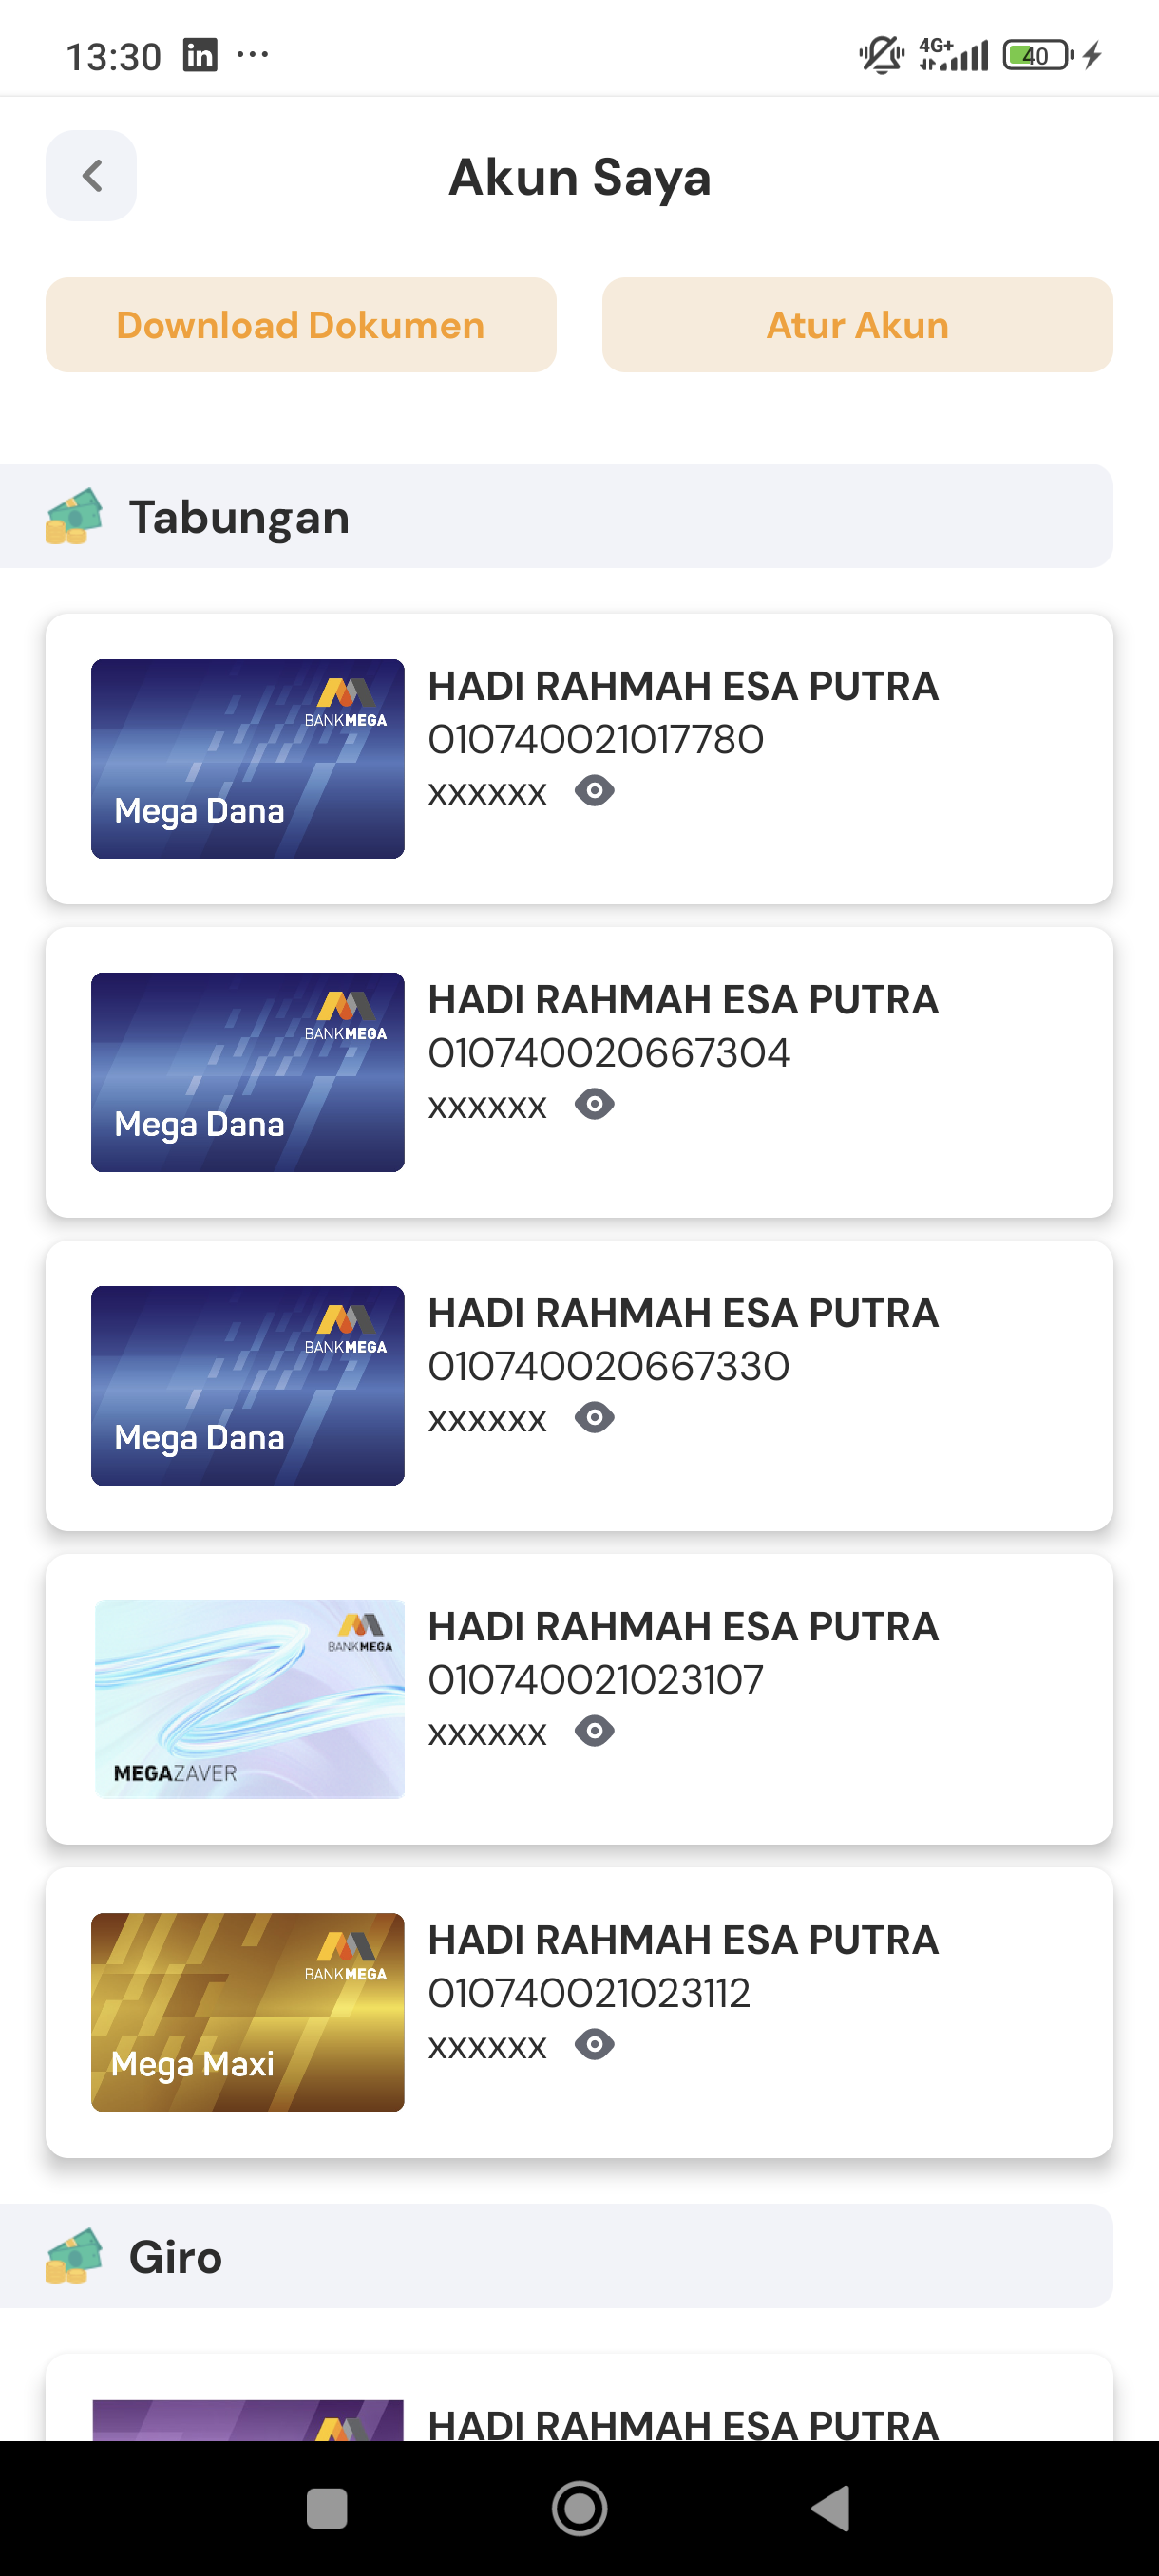 13:30
4G+
40
Akun Saya
Download Dokumen
Atur Akun
Tabungan
BANKMEGA
Mega Dana
HADI RAHMAH ESA PUTRA
010740021017780
xxxxxx
BANKMEGA
Mega Dana
HADI RAHMAH ESA PUTRA
010740020667304
xxxxxx
BANKMEGA
Mega Dana
HADI RAHMAH ESA PUTRA
010740020667330
xxxxxx
BANKMEGA
MEGAZAVER
HADI RAHMAH ESA PUTRA
010740021023107
xxxxxx
BANKMEGA
Mega Maxi
HADI RAHMAH ESA PUTRA
010740021023112
xxxxxx
Giro
HADI RAHMAH ESA PUTRA